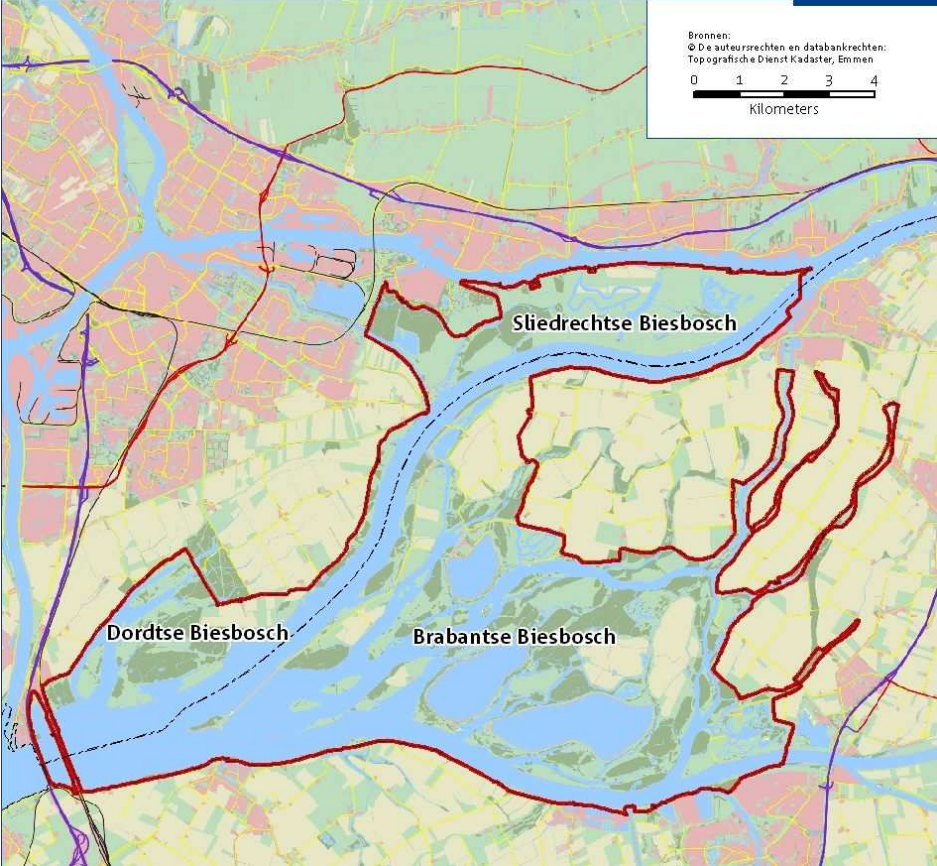 Bronnen:
© De auteursrechten en databankrechten:
Topografische Dienst Kadaster, Emmen
0 1 2 3 4
Kilometers
Sliedrechtse Biesbosch
Dordtse Biesbosch
Brabantse Biesbosch